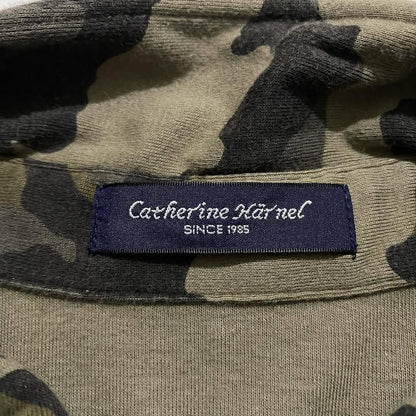 Catherine Härnel
SINCE 1985